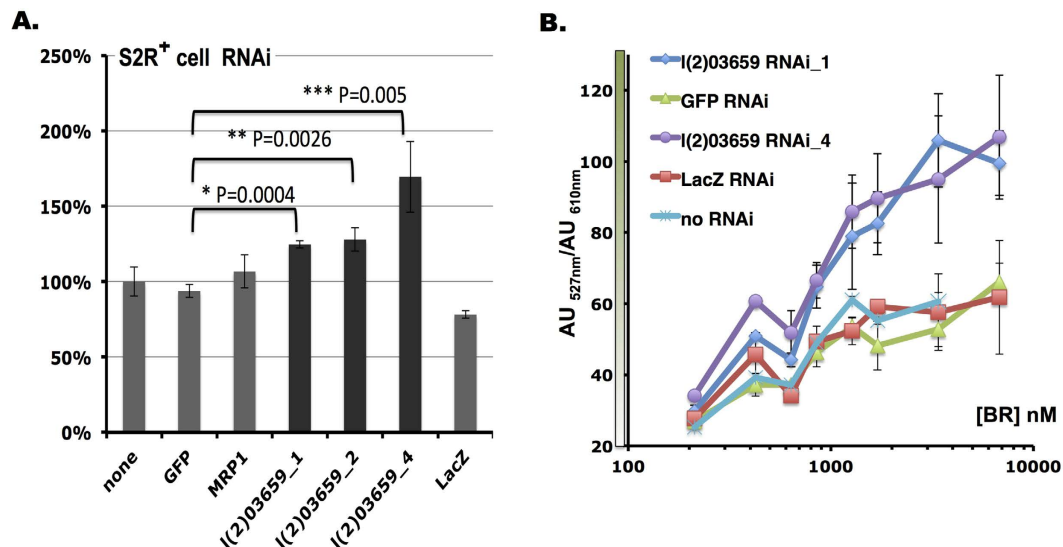 A.
S2R+ cell RNAi
250%
200%
150%
100%
50%
0%
*** P=0.005
** P=0.0026
* P=0.0004
none
GFP
MRP1
l(2)03659_1
l(2)03659_2
l(2)03659_4
LacZ
B.
l(2)03659 RNAi_1
GFP RNAi
l(2)03659 RNAi_4
LacZ RNAi
no RNAi
AU 527nm/AU 610nm
120
100
80
60
40
20
[BR] nM
100
1000
10000